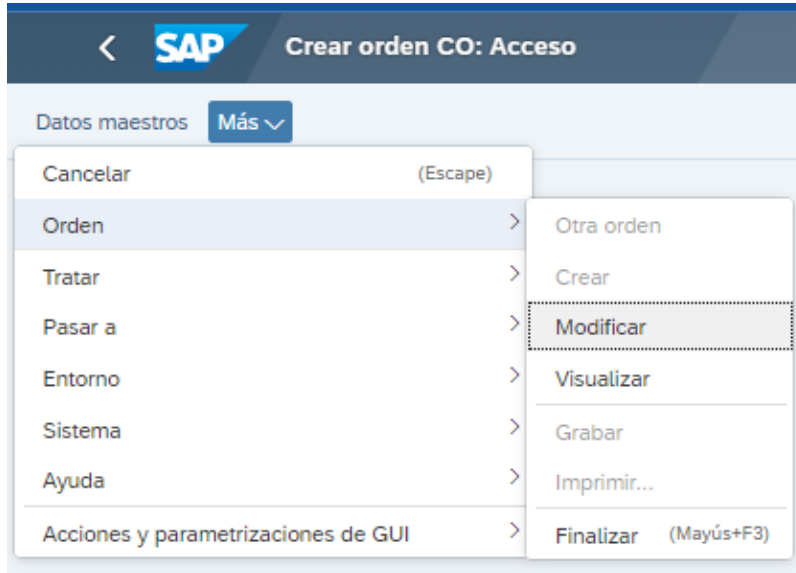 SAP Crear orden CO: Acceso
Datos maestros Más
Cancelar (Escape)
Orden
Tratar
Pasar a
Entorno
Sistema
Ayuda
Acciones y parametrizaciones de GUI
Otra orden
Crear
Modificar
Visualizar
Grabar
Imprimir...
Finalizar (Mayús+F3)